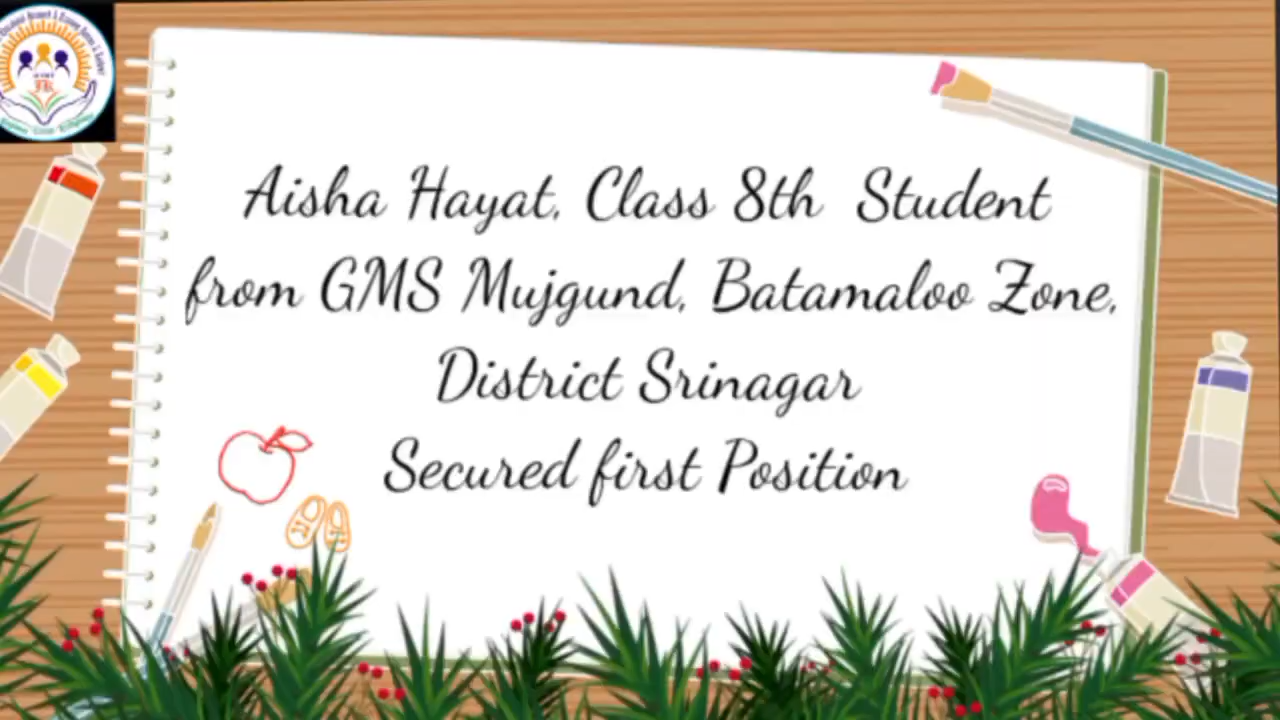 Aisha Hayat, Class 8th Student
from GMS Mujgund, Batamaloo Zone,
District Srinagar
Secured first Position